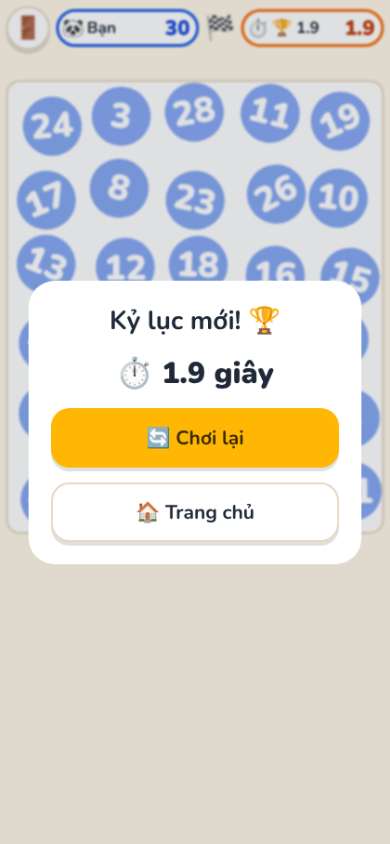 Bạn 30 1.9 1.9
24 3 28 11 19
17 8 23 26 10
13 12 18 16 15
Kỷ lục mới!
1.9 giây
Chơi lại
Trang chủ